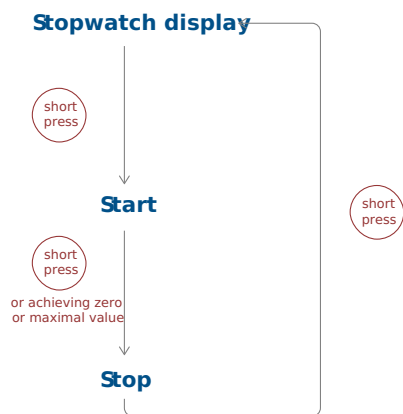 Stopwatch display
short
press
Start
short
press
short
press
or achieving zero
or maximal value
Stop